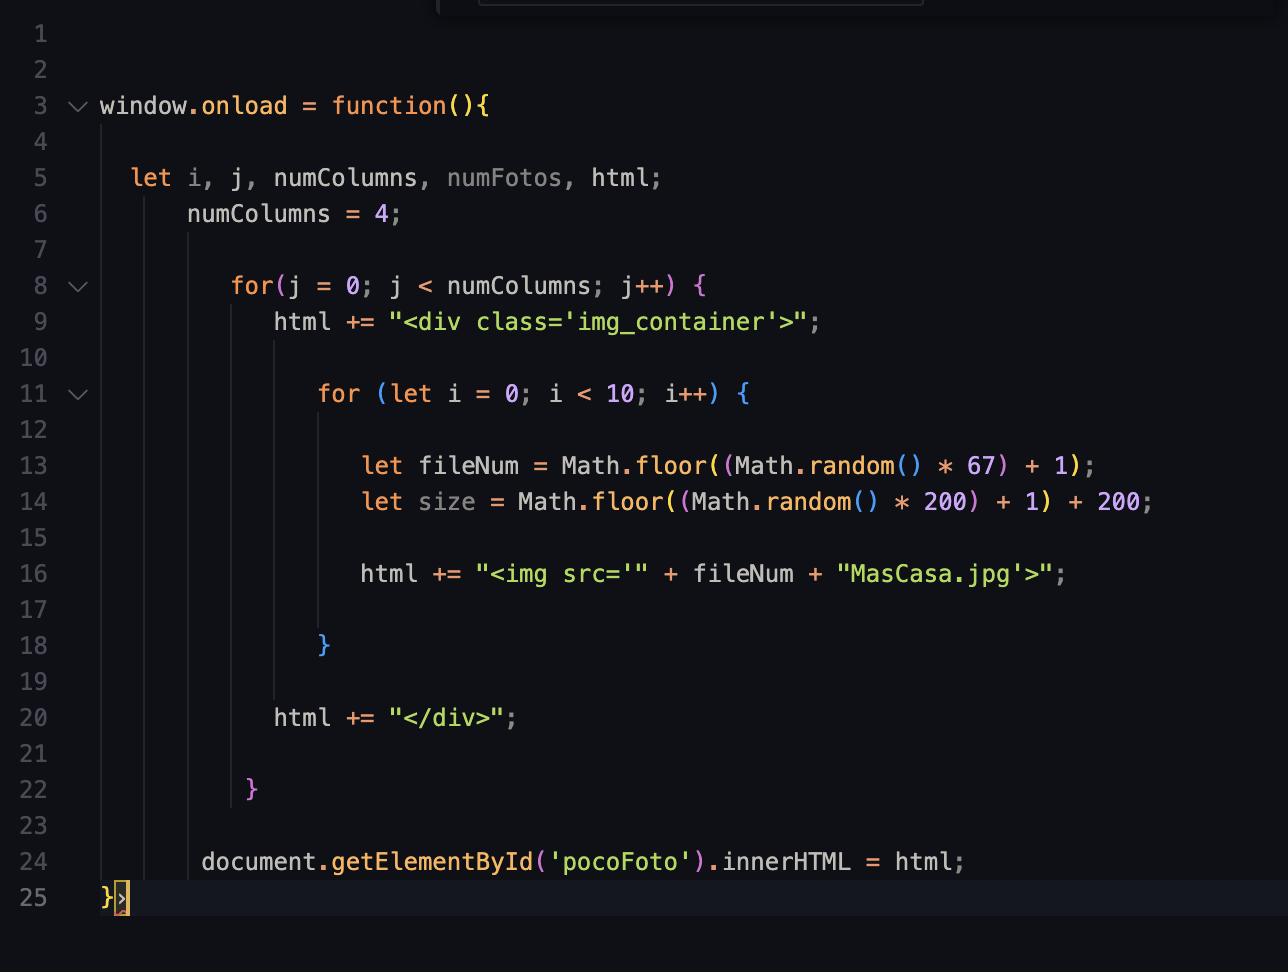 1
2
3 window.onload = function(){
4
5 let i, j, numColumns, numFotos, html;
6 numColumns = 4;
7
8 for(j = 0; j < numColumns; j++) {
9 html += "<div class='img_container'>";
10
11 for (let i = 0; i < 10; i++) {
12
13 let fileNum = Math.floor((Math.random() * 67) + 1);
14 let size = Math.floor((Math.random() * 200) + 1) + 200;
15
16 html += "<img src='" + fileNum + "MasCasa.jpg'>";
17
18 }
19
20 html += "</div>";
21
22 }
23
24 document.getElementById('pocoFoto').innerHTML = html;
25 }›